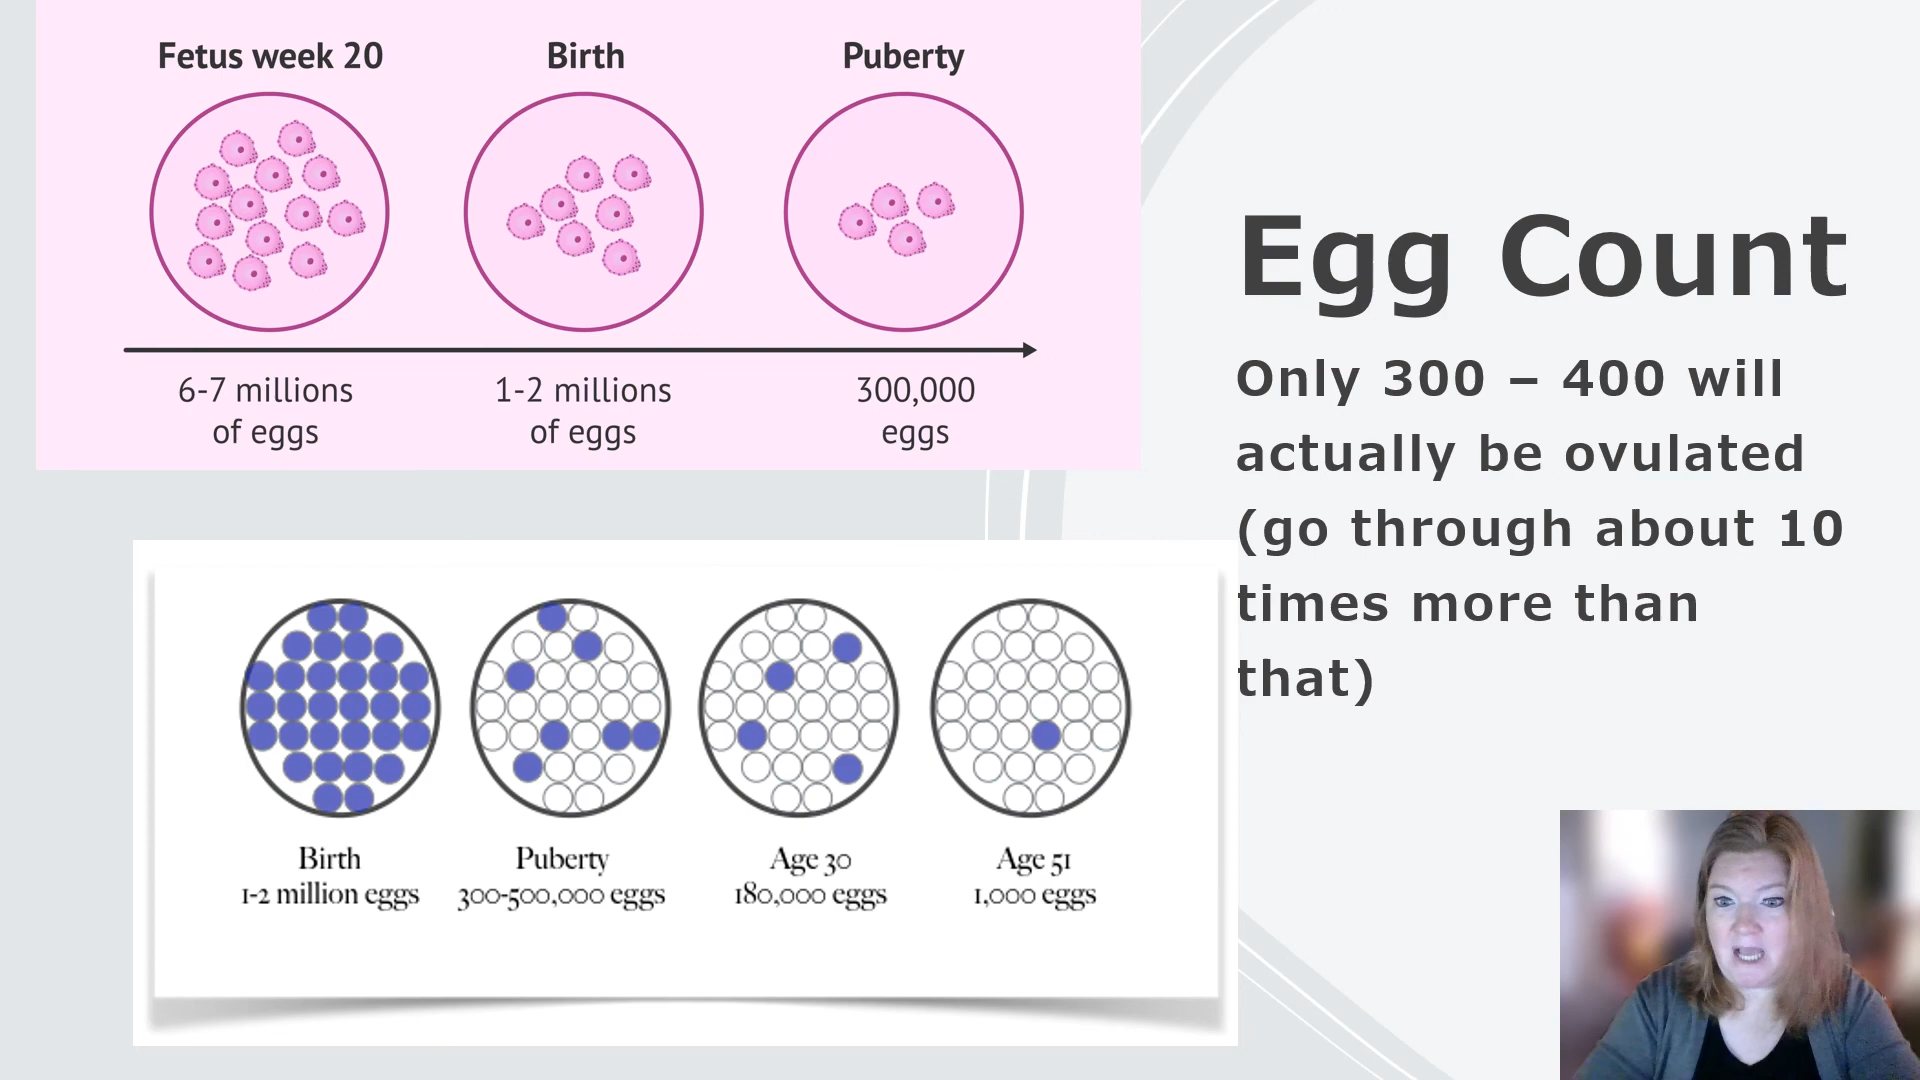 Fetus week 20
Birth
Puberty
6-7 millions
of eggs
1-2 millions
of eggs
300,000
eggs
Egg Count
Only 300 – 400 will
actually be ovulated
(go through about 10
times more than
that)
Birth
1-2 million eggs
Puberty
300-500,000 eggs
Age 30
180,000 eggs
Age 51
1,000 eggs